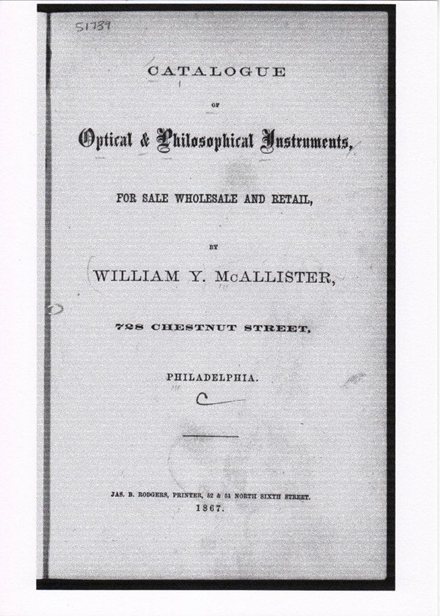 51739
CATALOGUE
OF
Optical & Philosophical Instruments,
FOR SALE WHOLESALE AND RETAIL,
BY
WILLIAM Y. McALLISTER,
728 CHESTNUT STREET,
PHILADELPHIA.
C
JAS. B. RODGERS, PRINTER, 52 & 54 NORTH SIXTH STREET.
1867.